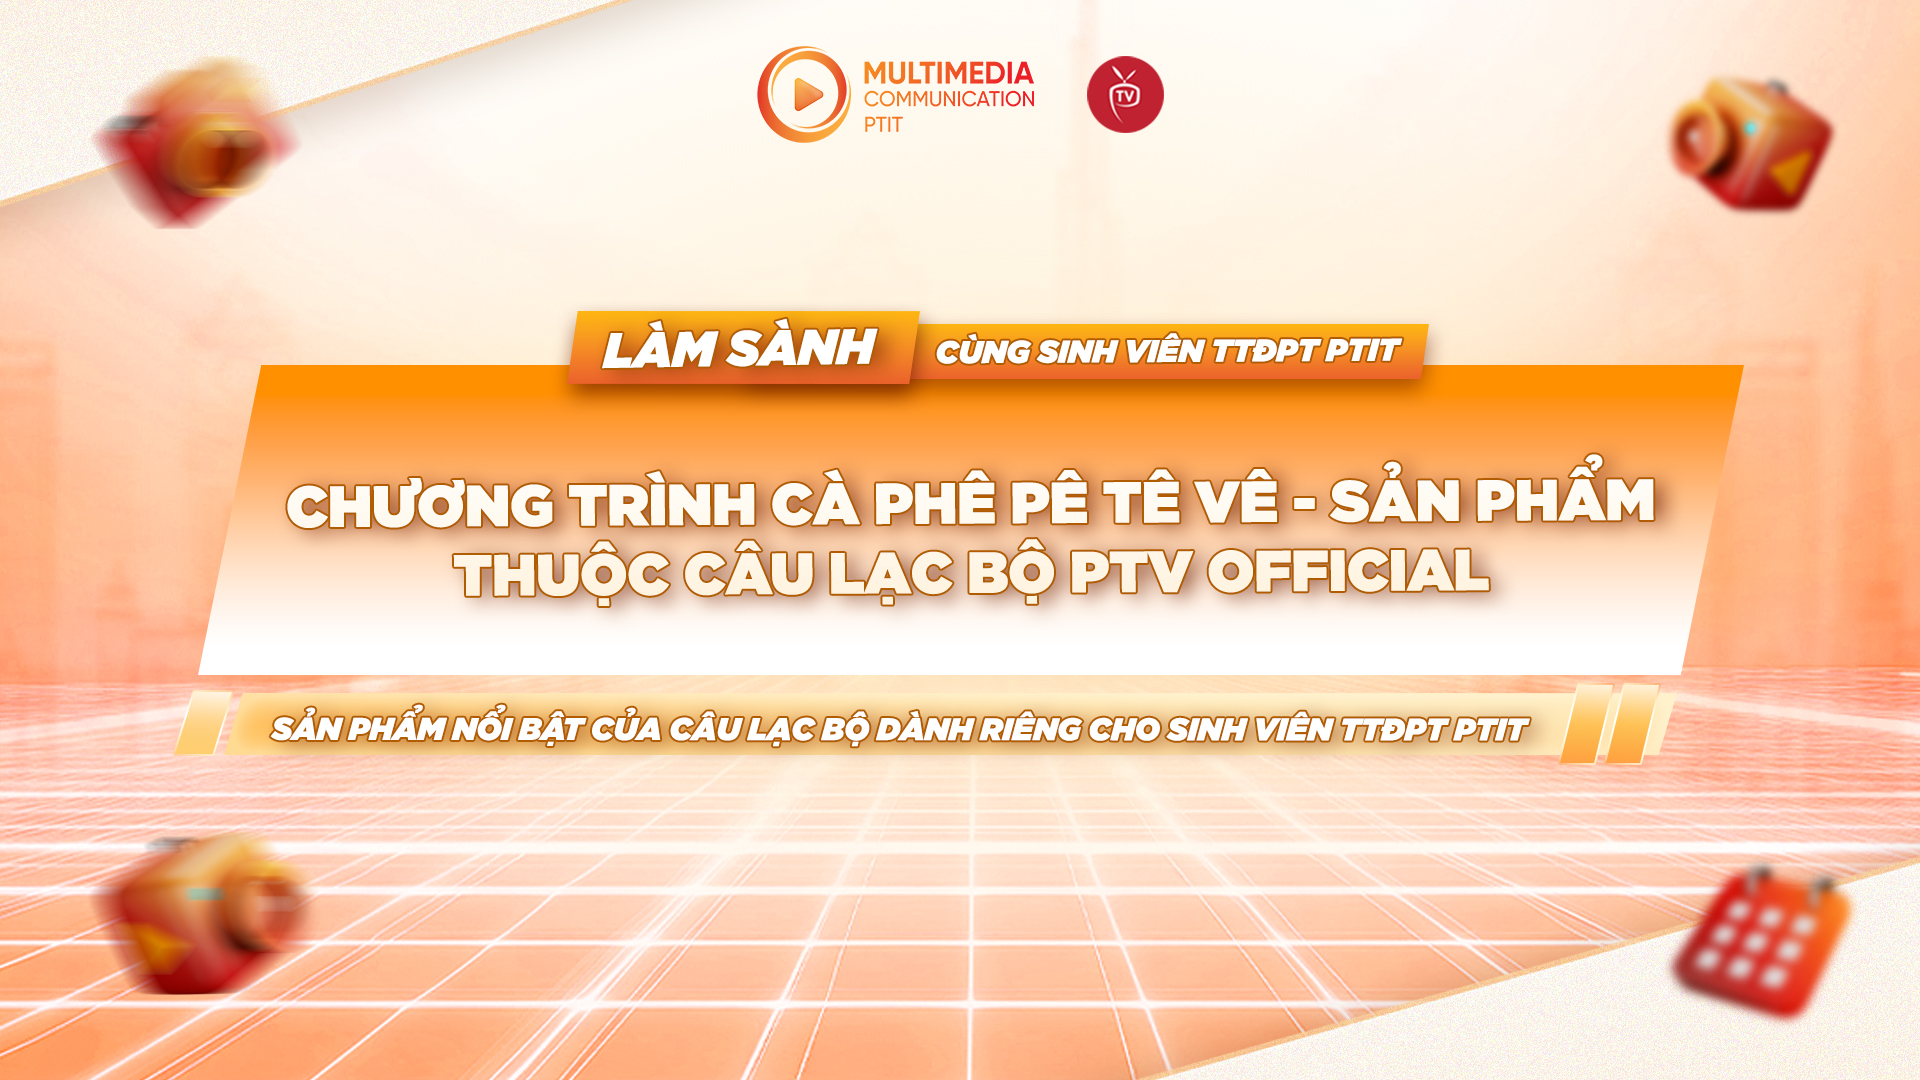 MULTIMEDIA
COMMUNICATION
PTIT
TV
LÀM SÀNH
CÙNG SINH VIÊN TTĐPT PTIT
CHƯƠNG TRÌNH CÀ PHÊ PÊ TÊ VÊ - SẢN PHẨM
THUỘC CÂU LẠC BỘ PTV OFFICIAL
SẢN PHẨM NỔI BẬT CỦA CÂU LẠC BỘ DÀNH RIÊNG CHO SINH VIÊN TTĐPT PTIT